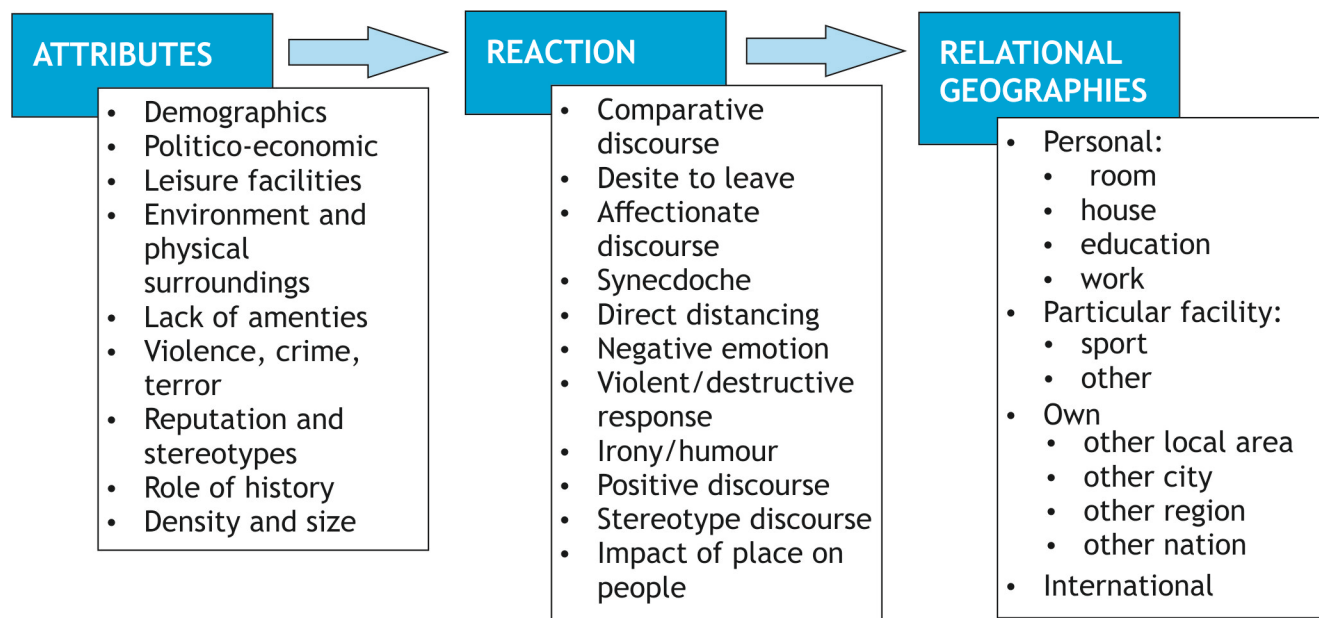 ATTRIBUTES
• Demographics
• Politico-economic
• Leisure facilities
• Environment and
physical
surroundings
• Lack of amenties
• Violence, crime,
terror
• Reputation and
stereotypes
• Role of history
• Density and size
REACTION
• Comparative
discourse
• Desite to leave
• Affectionate
discourse
• Synecdoche
• Direct distancing
• Negative emotion
• Violent/destructive
response
• Irony/humour
• Positive discourse
• Stereotype discourse
• Impact of place on
people
RELATIONAL
GEOGRAPHIES
• Personal:
• room
• house
• education
• work
• Particular facility:
• sport
• other
• Own
• other local area
• other city
• other region
• other nation
• International